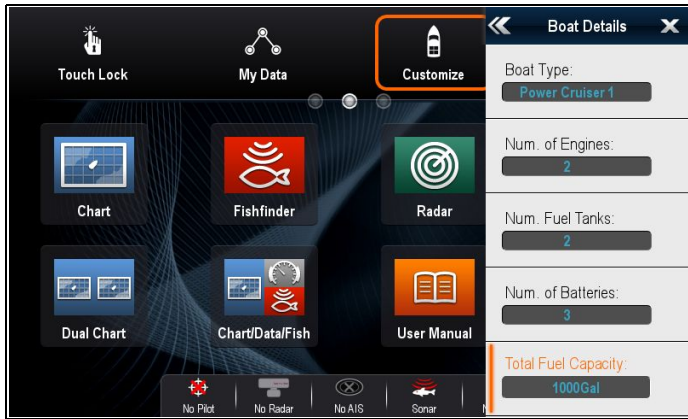 Touch Lock
My Data
Customize
Chart
Fishfinder
Radar
Dual Chart
Chart/Data/Fish
User Manual
No Pilot
No Radar
No AIS
Sonar
Boat Details
Boat Type:
Power Cruiser 1
Num. of Engines:
2
Num. Fuel Tanks:
2
Num. of Batteries:
3
Total Fuel Capacity:
1000Gal